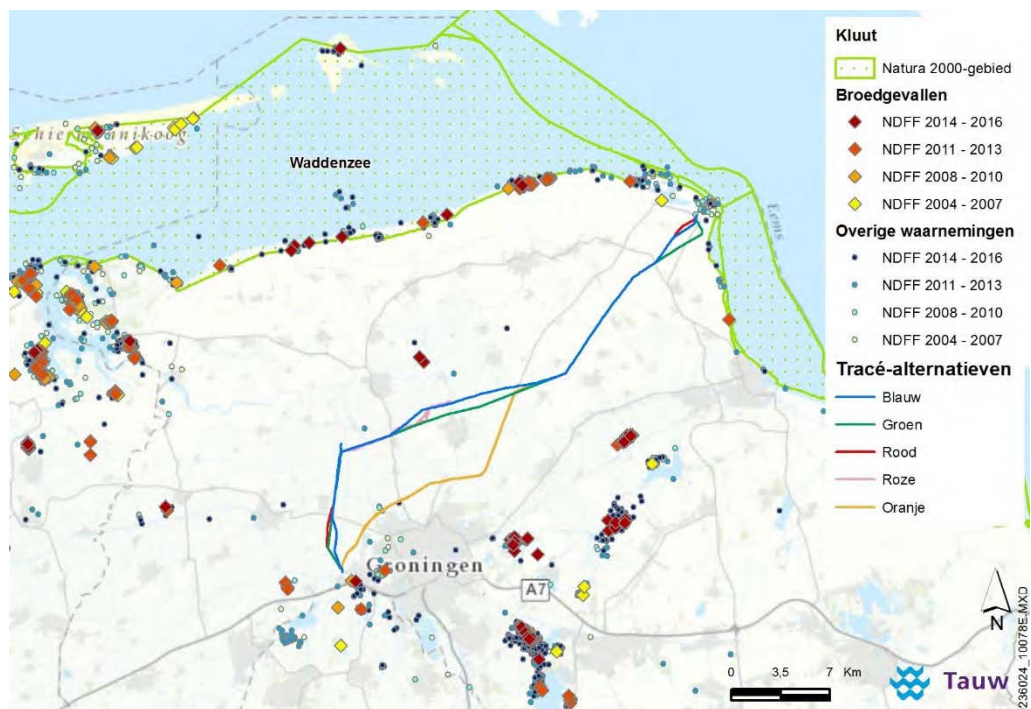 Kluut
Natura 2000-gebied
Broedgevallen
NDFF 2014 - 2016
NDFF 2011 - 2013
NDFF 2008 - 2010
NDFF 2004 - 2007
Overige waarnemingen
NDFF 2014 - 2016
NDFF 2011 - 2013
NDFF 2008 - 2010
NDFF 2004 - 2007
Tracé-alternatieven
Blauw
Groen
Rood
Roze
Oranje
Schiermonnikoog
Waddenzee
Eems
Groningen
A7
N
0 3,5 7 Km
Tauw
236024_10078E.MXD